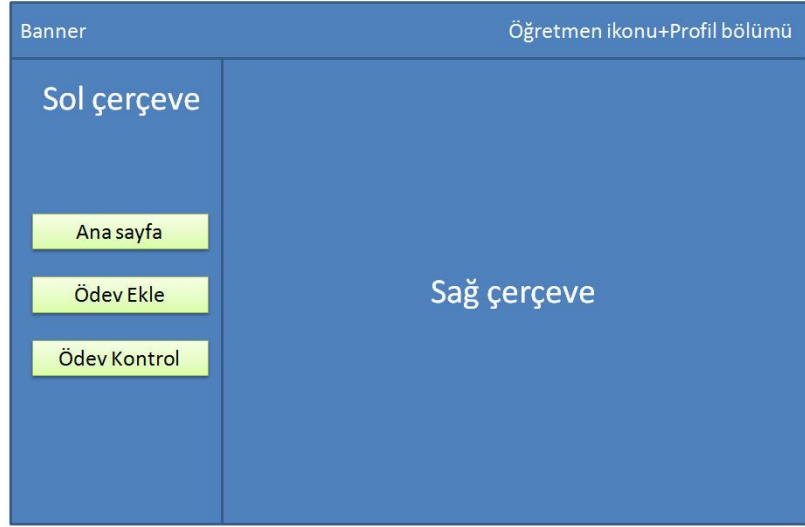 Banner
Öğretmen ikonu+Profil bölümü
Sol çerçeve
Ana sayfa
Ödev Ekle
Ödev Kontrol
Sağ çerçeve